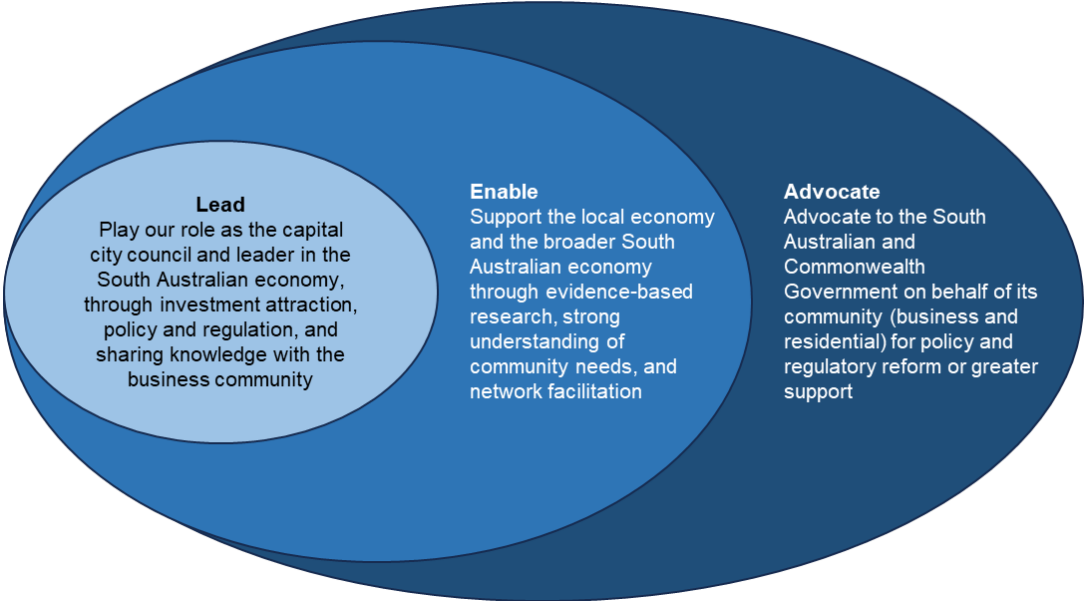 Lead
Play our role as the capital
city council and leader in the
South Australian economy,
through investment attraction,
policy and regulation, and
sharing knowledge with the
business community
Enable
Support the local economy
and the broader South
Australian economy
through evidence-based
research, strong
understanding of
community needs, and
network facilitation
Advocate
Advocate to the South
Australian and
Commonwealth
Government on behalf of its
community (business and
residential) for policy and
regulatory reform or greater
support